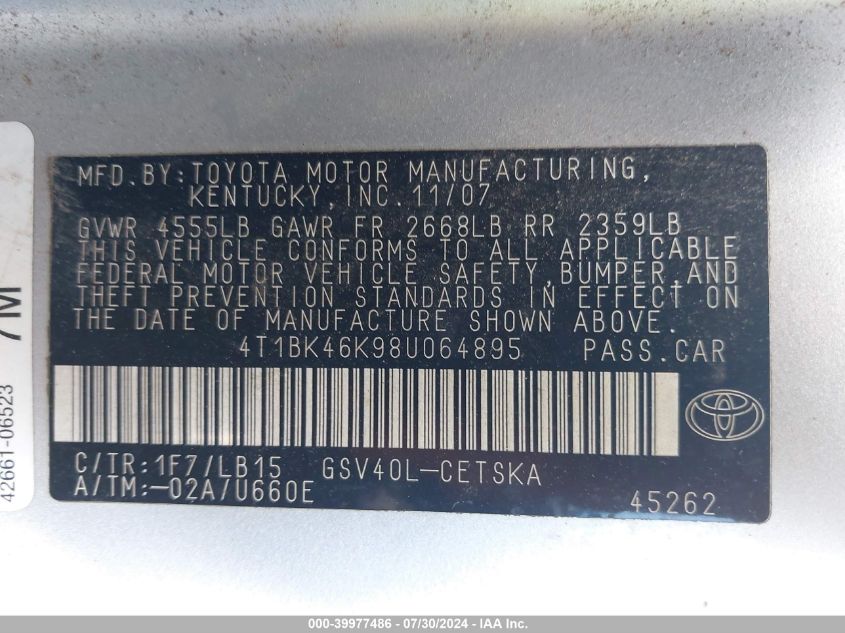 MFD. BY: TOYOTA MOTOR MANUFACTURING,
KENTUCKY, INC. 11/07
GVWR 4555LB GAWR FR 2668LB RR 2359LB
THIS VEHICLE CONFORMS TO ALL APPLICABLE
FEDERAL MOTOR VEHICLE SAFETY, BUMPER, AND
THEFT PREVENTION STANDARDS IN EFFECT ON
THE DATE OF MANUFACTURE SHOWN ABOVE.
4T1BK46K98U064895 PASS. CAR
C/TR: 1F7/LB15 GSV40L-CETSKA
A/TM: -02A/U660E 45262
42661-06523 7M
000-39977486 - 07/30/2024 - IAA Inc.